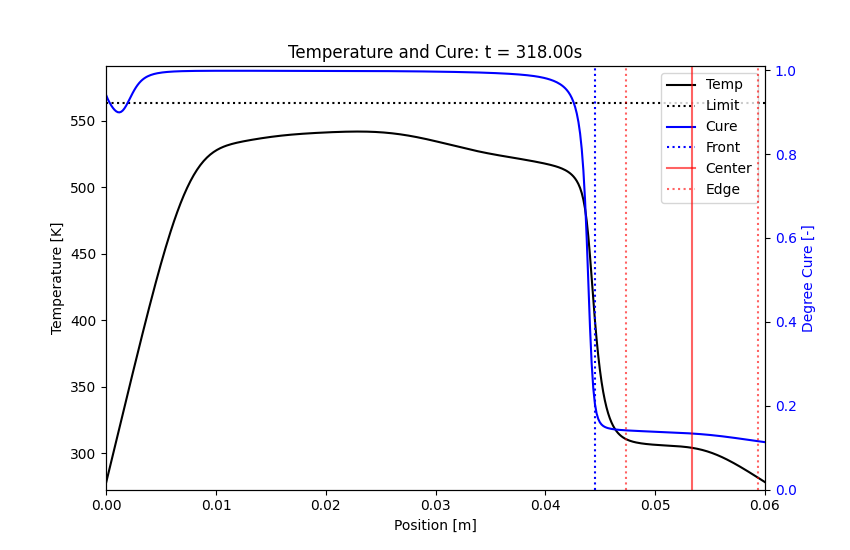 Temperature and Cure: t = 318.00s
Temperature [K]
550
500
450
400
350
300
Temp
Limit
Cure
Front
Center
Edge
1.0
0.8
0.6
0.4
0.2
0.0
Degree Cure [-]
0.00 0.01 0.02 0.03 0.04 0.05 0.06
Position [m]